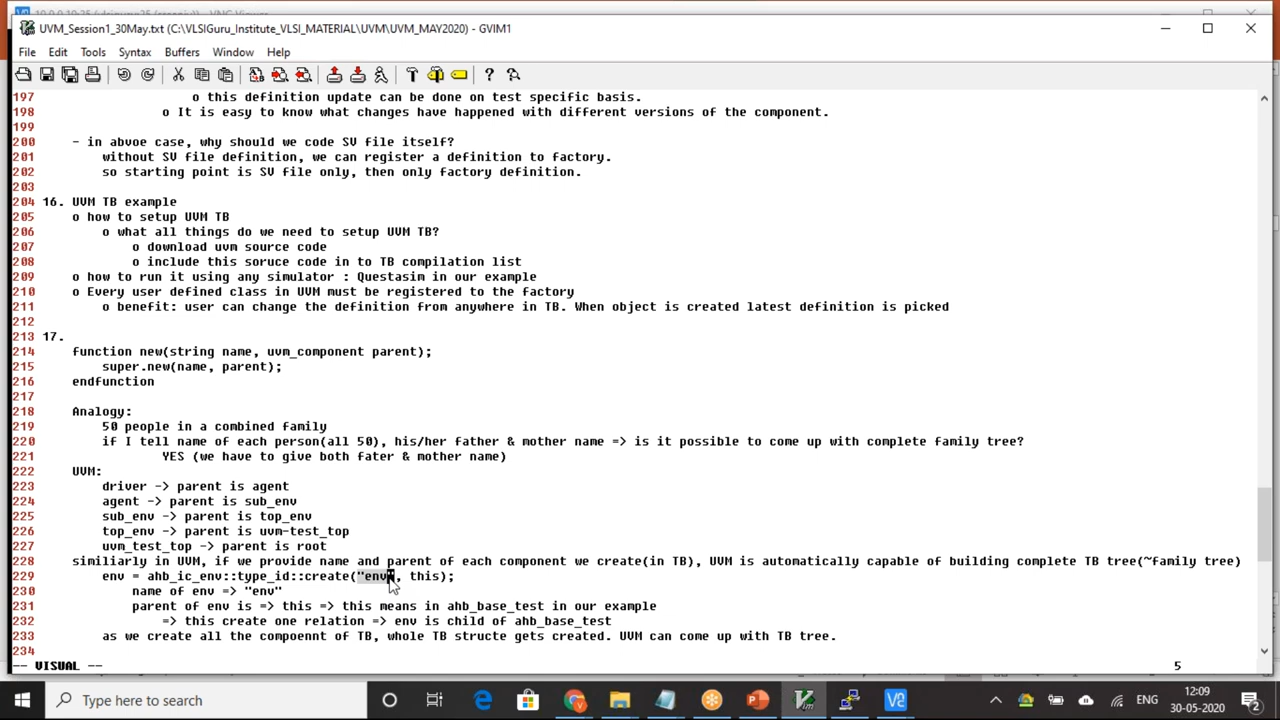 UVM_Session1_30May.txt (C:\VLSIGuru_Institute_VLSI_MATERIAL\UVM\UVM_MAY2020) - GVIM1
File Edit Tools Syntax Buffers Window Help
197 o this definition update can be done on test specific basis.
198 o It is easy to know what changes have happened with different versions of the component.
199
200 - in abvoe case, why should we code SV file itself?
201 without SV file definition, we can register a definition to factory.
202 so starting point is SV file only, then only factory definition.
203
204 16. UVM TB example
205 o how to setup UVM TB
206 o what all things do we need to setup UVM TB?
207 o download uvm source code
208 o include this soruce code in to TB compilation list
209 o how to run it using any simulator : Questasim in our example
210 o Every user defined class in UVM must be registered to the factory
211 o benefit: user can change the definition from anywhere in TB. When object is created latest definition is picked
212
213 17.
214 function new(string name, uvm_component parent);
215 super.new(name, parent);
216 endfunction
217
218 Analogy:
219 50 people in a combined family
220 if I tell name of each person(all 50), his/her father & mother name => is it possible to come up with complete family tree?
221 YES (we have to give both fater & mother name)
222 UVM:
223 driver -> parent is agent
224 agent -> parent is sub_env
225 sub_env -> parent is top_env
226 top_env -> parent is uvm-test_top
227 uvm_test_top -> parent is root
228 similiarly in UVM, if we provide name and parent of each component we create(in TB), UVM is automatically capable of building complete TB tree(~family tree)
229 env = ahb_ic_env::type_id::create("env", this);
230 name of env => "env"
231 parent of env is => this => this means in ahb_base_test in our example
232 => this create one relation => env is child of ahb_base_test
233 as we create all the compoennt of TB, whole TB structe gets created. UVM can come up with TB tree.
234
-- VISUAL -- 5
Type here to search
ENG
12:09
30-05-2020
2